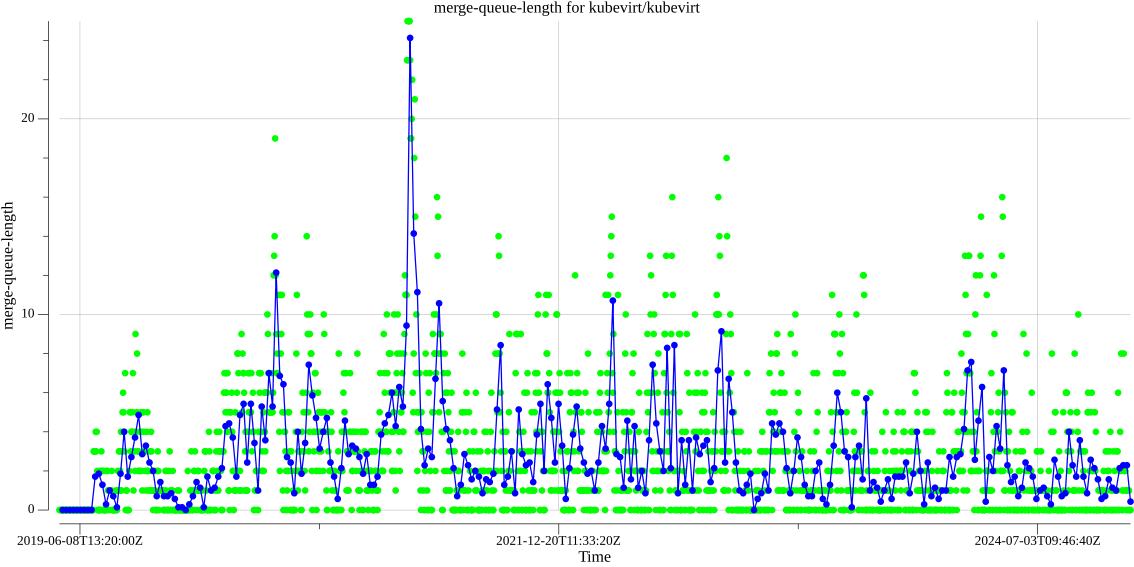 merge-queue-length for kubevirt/kubevirt
merge-queue-length
20
10
0
2019-06-08T13:20:00Z
2021-12-20T11:33:20Z
2024-07-03T09:46:40Z
Time